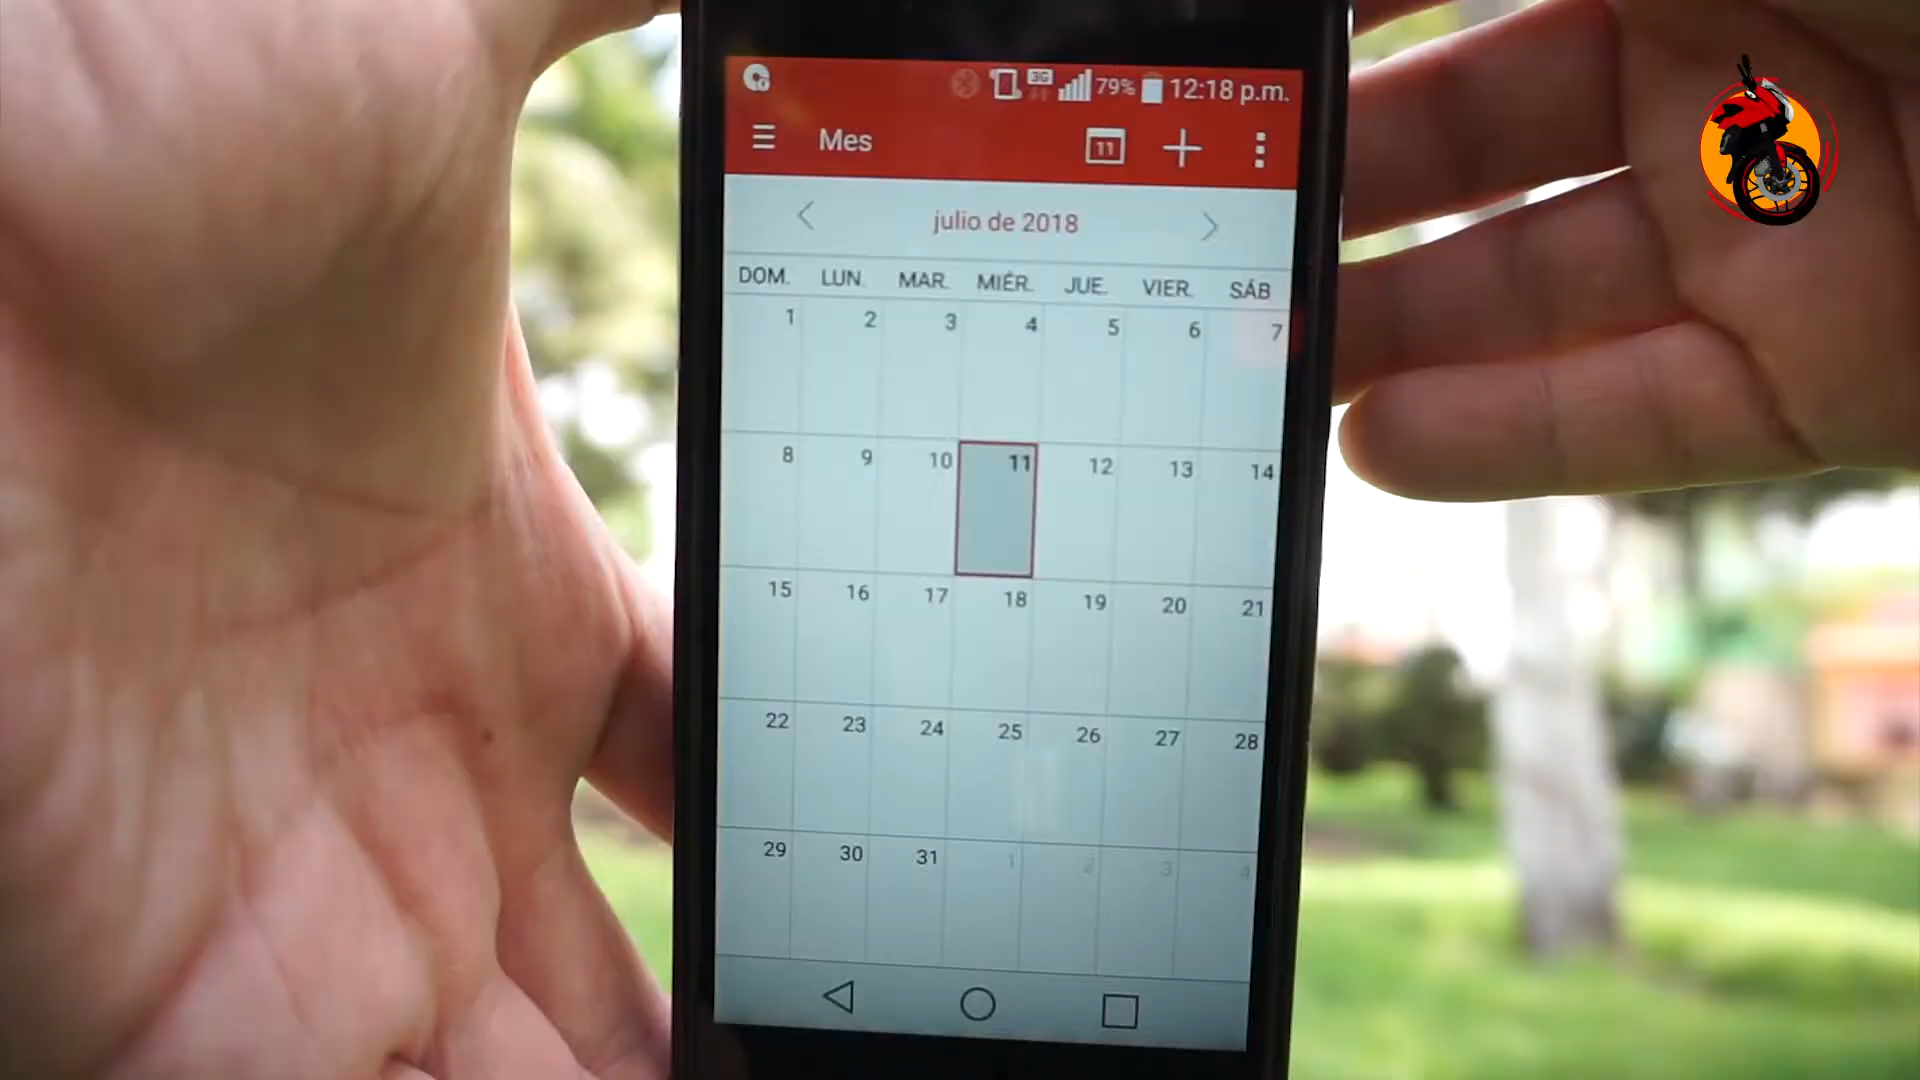 3G 79% 12:18 p.m.
Mes 11
julio de 2018
DOM. LUN. MAR. MIÉR. JUE. VIER. SÁB
1 2 3 4 5 6 7
8 9 10 11 12 13 14
15 16 17 18 19 20 21
22 23 24 25 26 27 28
29 30 31 1 2 3 4